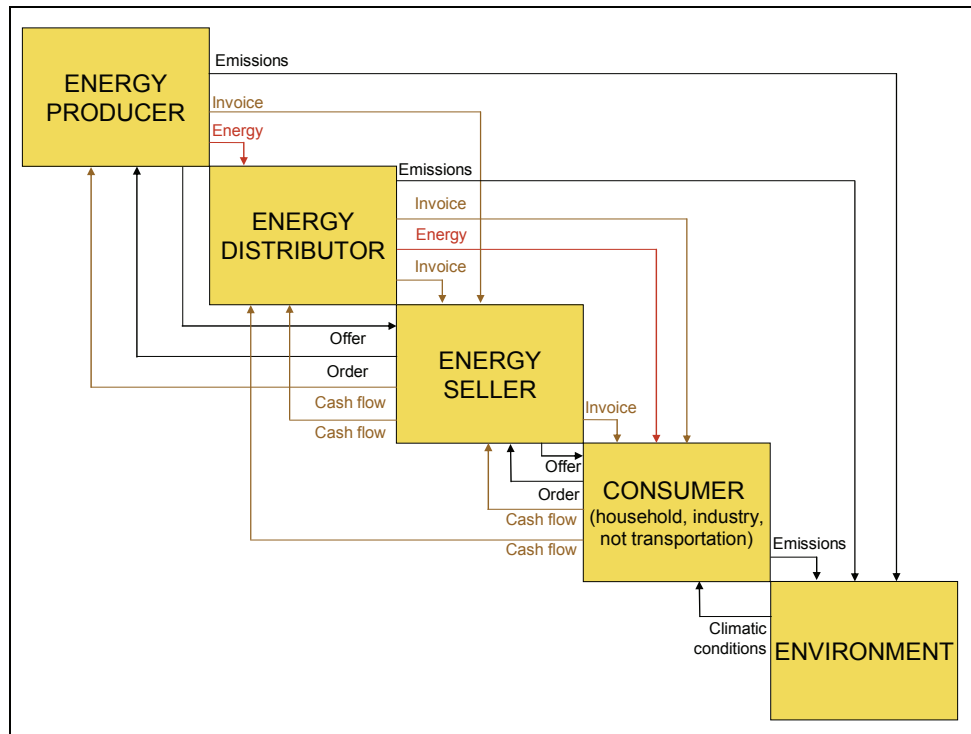 Emissions
ENERGY
PRODUCER
Invoice
Energy
Emissions
ENERGY
DISTRIBUTOR
Invoice
Energy
Invoice
Offer
Order
ENERGY
SELLER
Cash flow
Invoice
Cash flow
Offer
Order
CONSUMER
(household, industry,
not transportation)
Cash flow
Cash flow
Emissions
Climatic
conditions
ENVIRONMENT